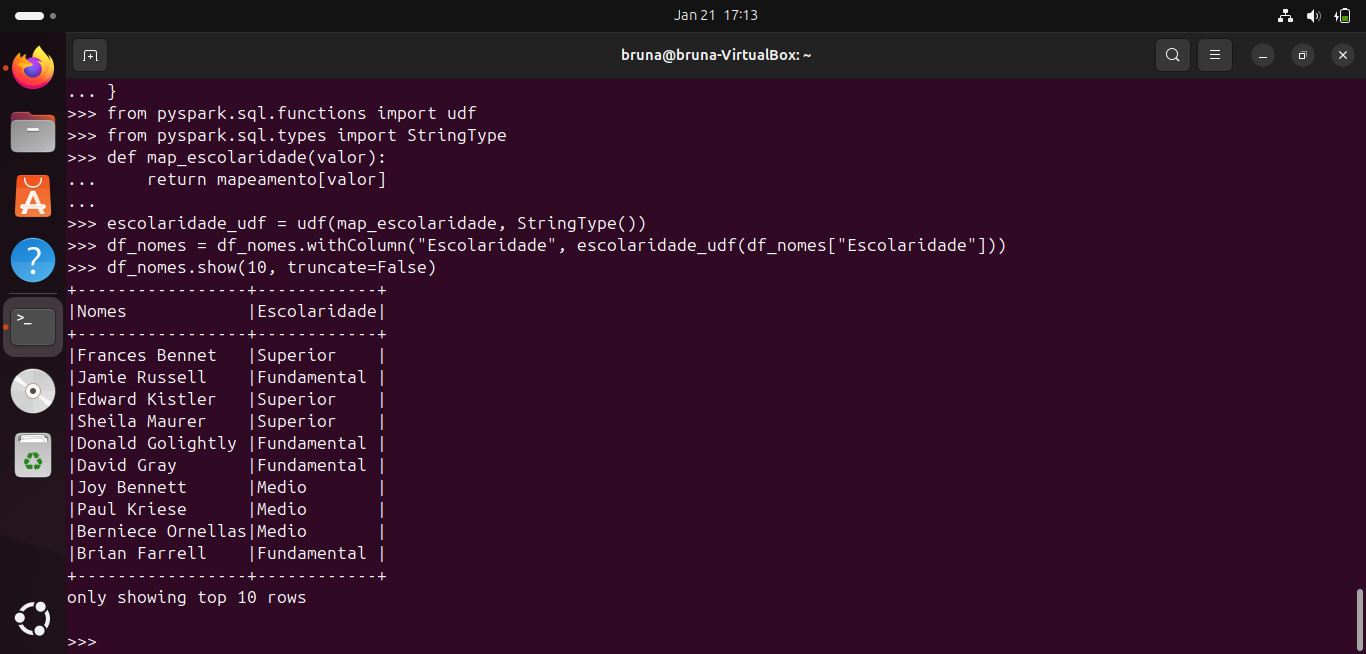 Jan 21 17:13
bruna@bruna-VirtualBox: ~
... }
>>> from pyspark.sql.functions import udf
>>> from pyspark.sql.types import StringType
>>> def map_escolaridade(valor):
...     return mapeamento[valor]
...
>>> escolaridade_udf = udf(map_escolaridade, StringType())
>>> df_nomes = df_nomes.withColumn("Escolaridade", escolaridade_udf(df_nomes["Escolaridade"]))
>>> df_nomes.show(10, truncate=False)
+-----------------+------------+
|Nomes            |Escolaridade|
+-----------------+------------+
|Frances Bennet   |Superior    |
|Jamie Russell    |Fundamental |
|Edward Kistler   |Superior    |
|Sheila Maurer    |Superior    |
|Donald Golightly |Fundamental |
|David Gray       |Fundamental |
|Joy Bennett      |Medio       |
|Paul Kriese      |Medio       |
|Berniece Ornellas|Medio       |
|Brian Farrell    |Fundamental |
+-----------------+------------+
only showing top 10 rows
>>>